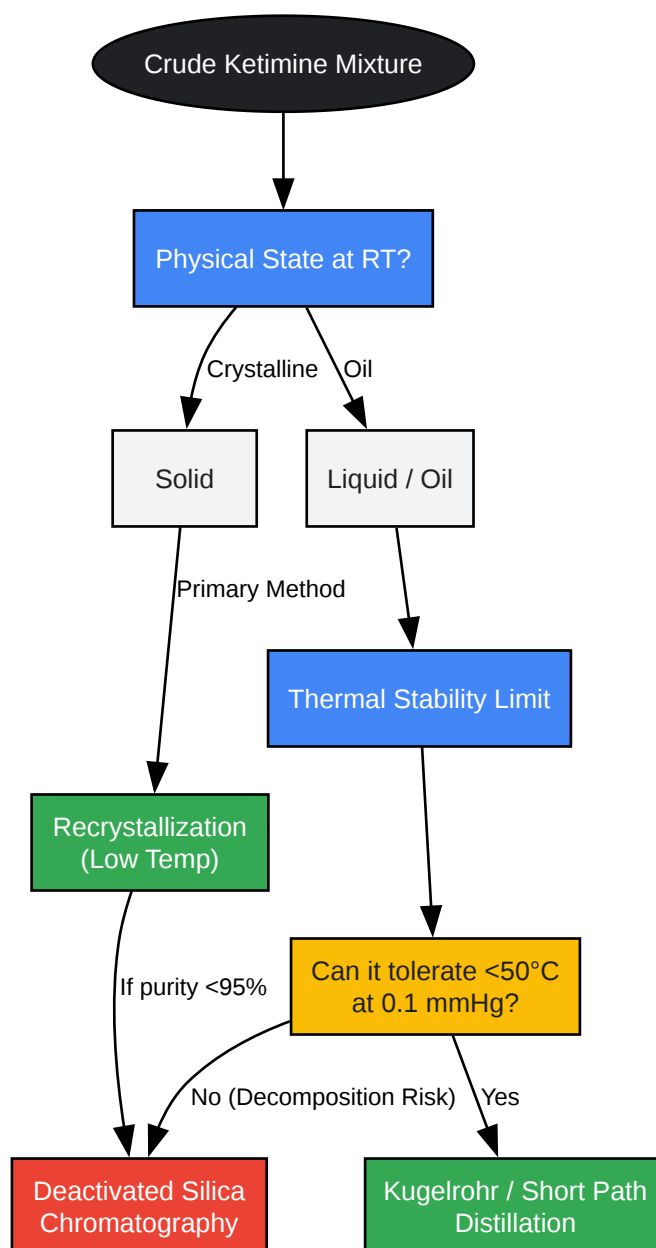 Crude Ketimine Mixture
Physical State at RT?
Crystalline
Oil
Solid
Liquid / Oil
Primary Method
Thermal Stability Limit
Recrystallization
(Low Temp)
Can it tolerate <50°C
at 0.1 mmHg?
If purity <95%
No (Decomposition Risk)
Yes
Deactivated Silica
Chromatography
Kugelrohr / Short Path
Distillation